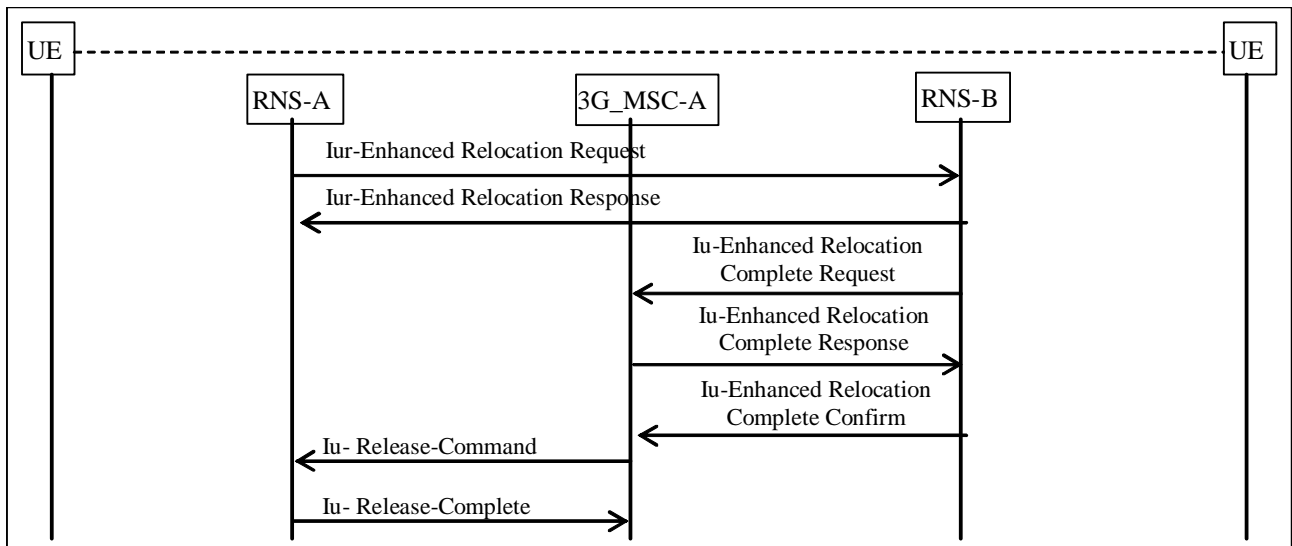 UE
UE
RNS-A
3G_MSC-A
RNS-B
Iur-Enhanced Relocation Request
Iur-Enhanced Relocation Response
Iu-Enhanced Relocation
Complete Request
Iu-Enhanced Relocation
Complete Response
Iu-Enhanced Relocation
Complete Confirm
Iu- Release-Command
Iu- Release-Complete